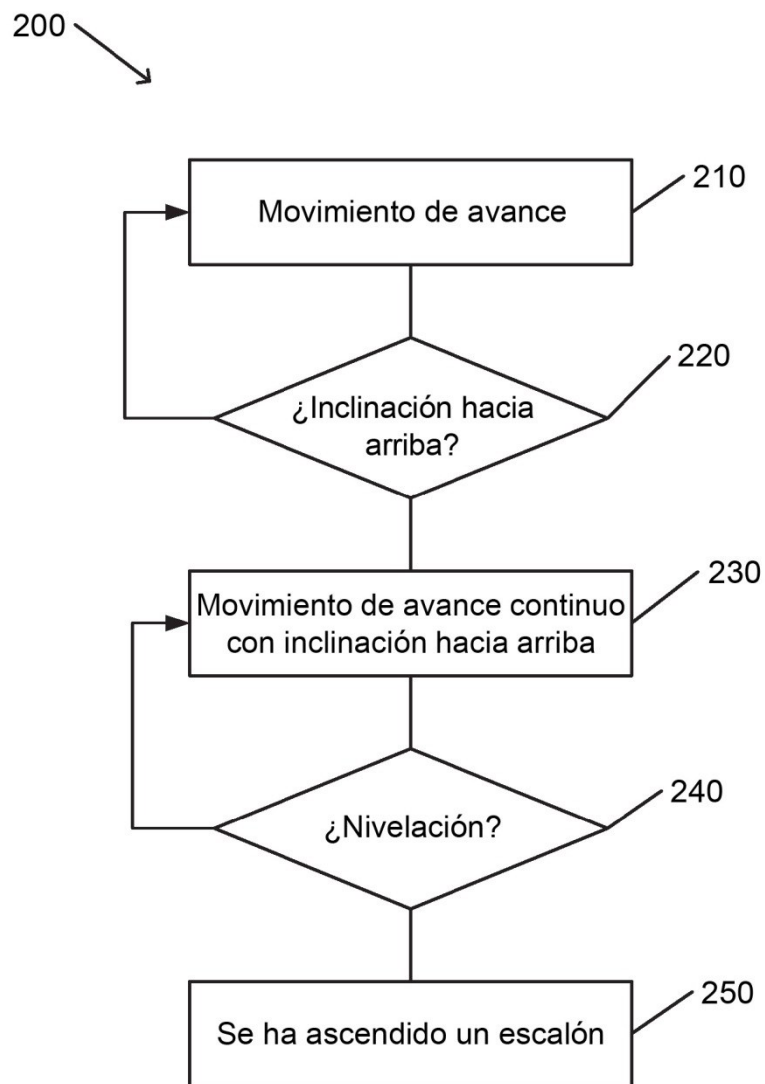 200
Movimiento de avance
210
¿Inclinación hacia
arriba?
220
Movimiento de avance continuo
con inclinación hacia arriba
230
¿Nivelación?
240
Se ha ascendido un escalón
250